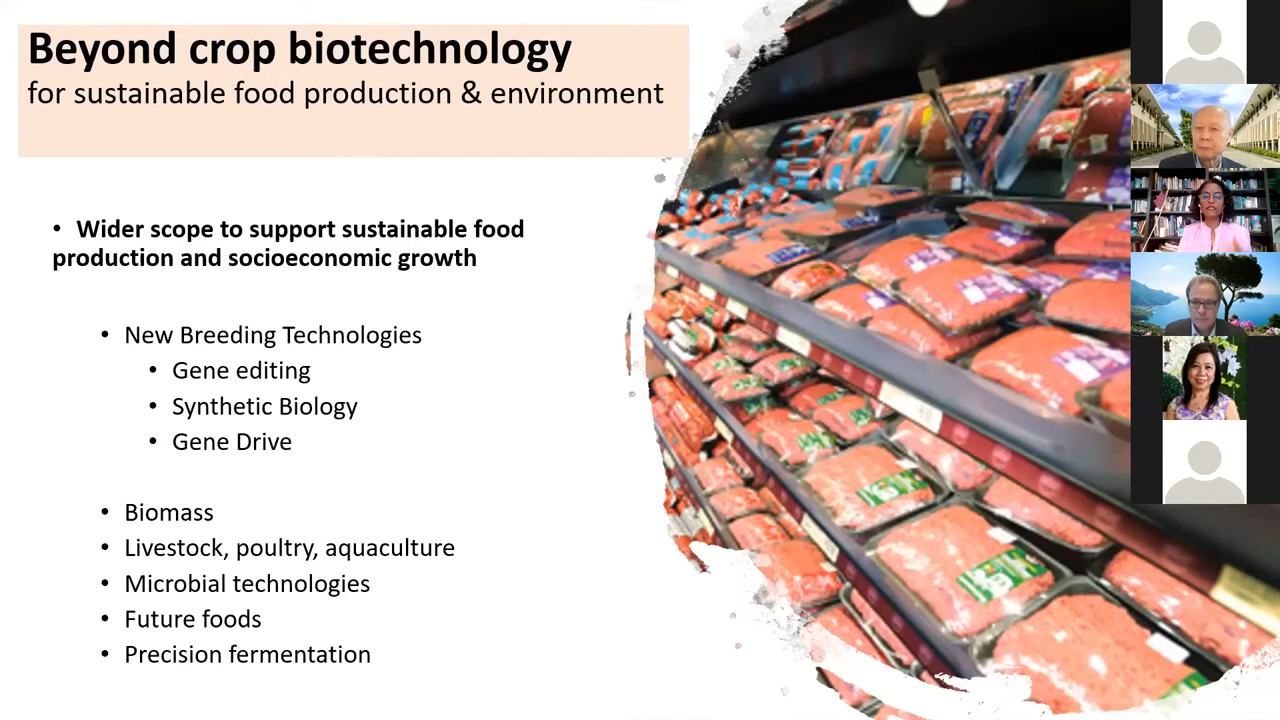 Beyond crop biotechnology
for sustainable food production & environment
• Wider scope to support sustainable food
production and socioeconomic growth
• New Breeding Technologies
• Gene editing
• Synthetic Biology
• Gene Drive
• Biomass
• Livestock, poultry, aquaculture
• Microbial technologies
• Future foods
• Precision fermentation